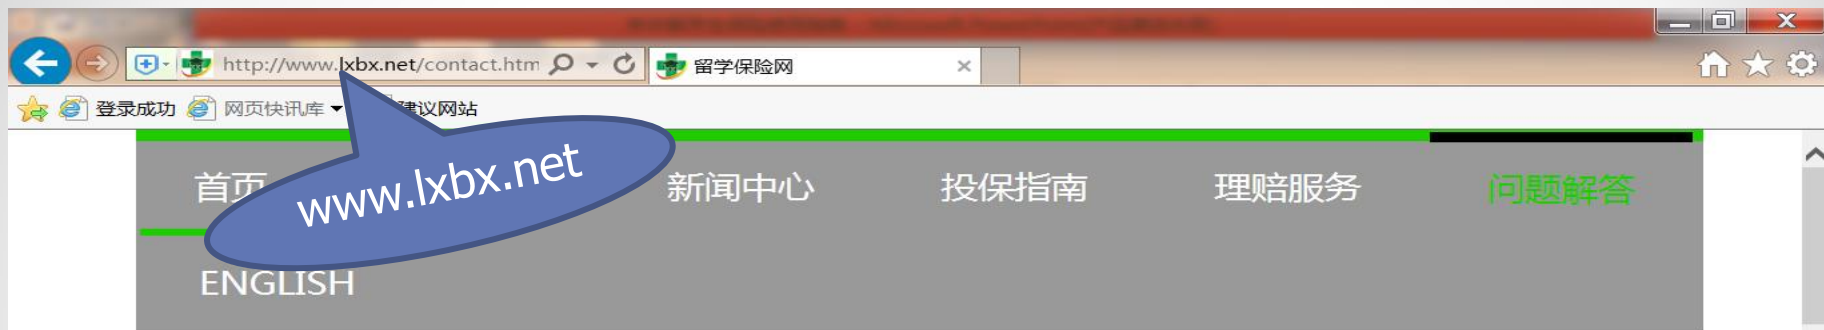 http://www.lxbx.net/contact.htm
留学保险网
登录成功 网页快讯库 建议网站
www.lxbx.net
首页 新闻中心 投保指南 理赔服务 问题解答
ENGLISH